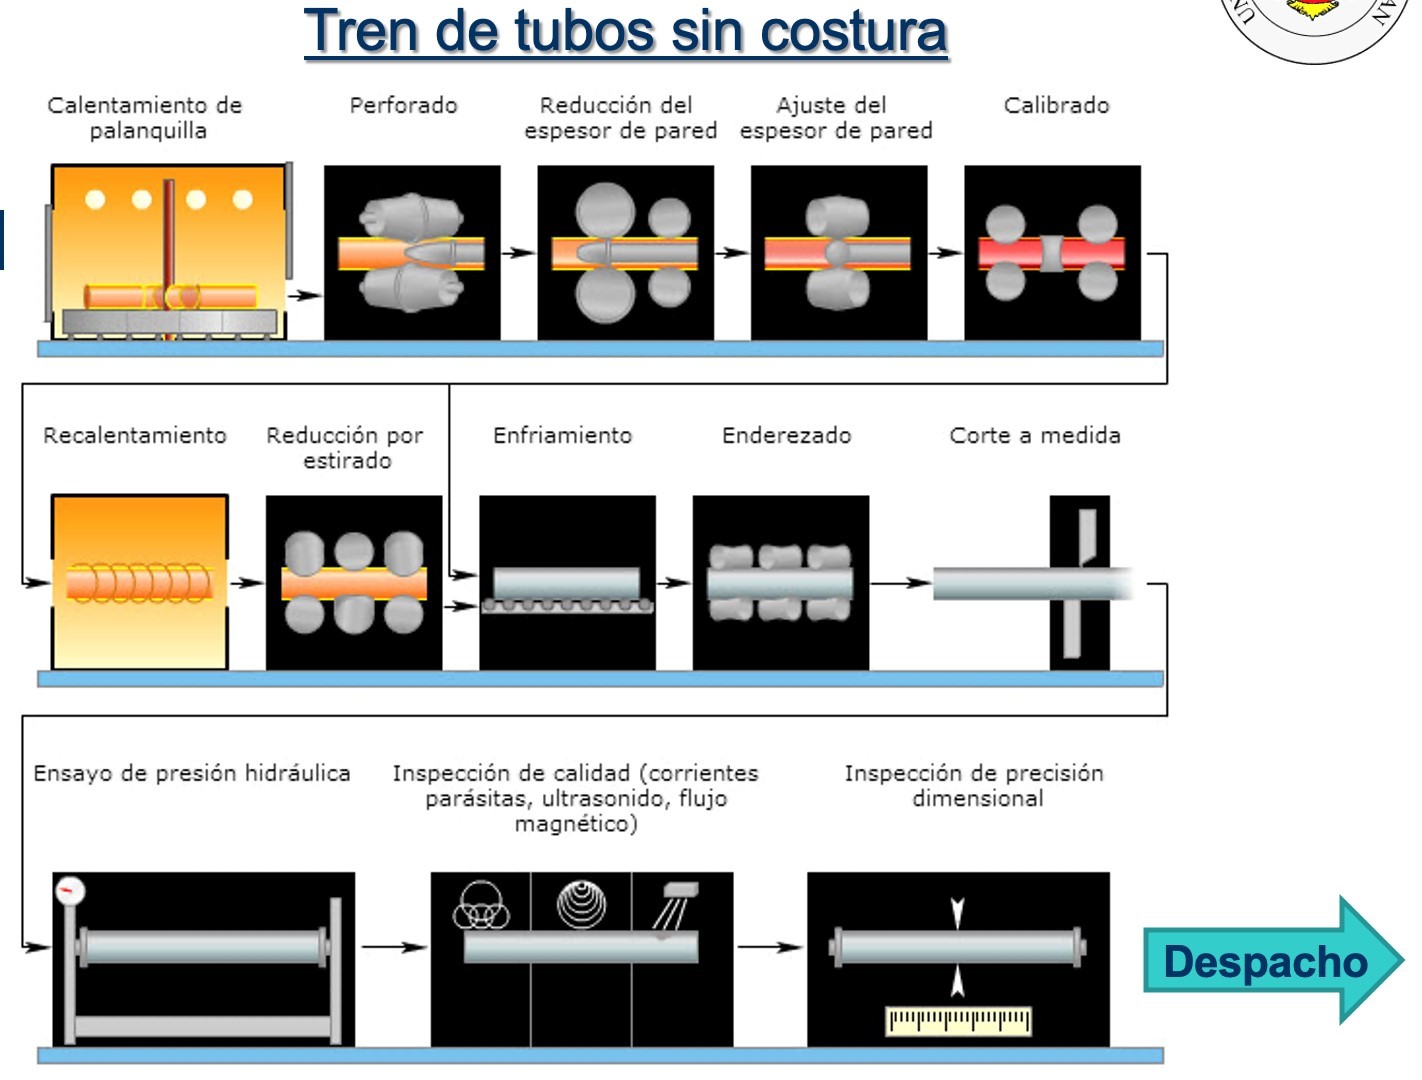 Tren de tubos sin costura
Calentamiento de
palanquilla
Perforado
Reducción del
espesor de pared
Ajuste del
espesor de pared
Calibrado
Recalentamiento
Reducción por
estirado
Enfriamiento
Enderezado
Corte a medida
Ensayo de presión hidráulica
Inspección de calidad (corrientes
parásitas, ultrasonido, flujo
magnético)
Inspección de precisión
dimensional
Despacho